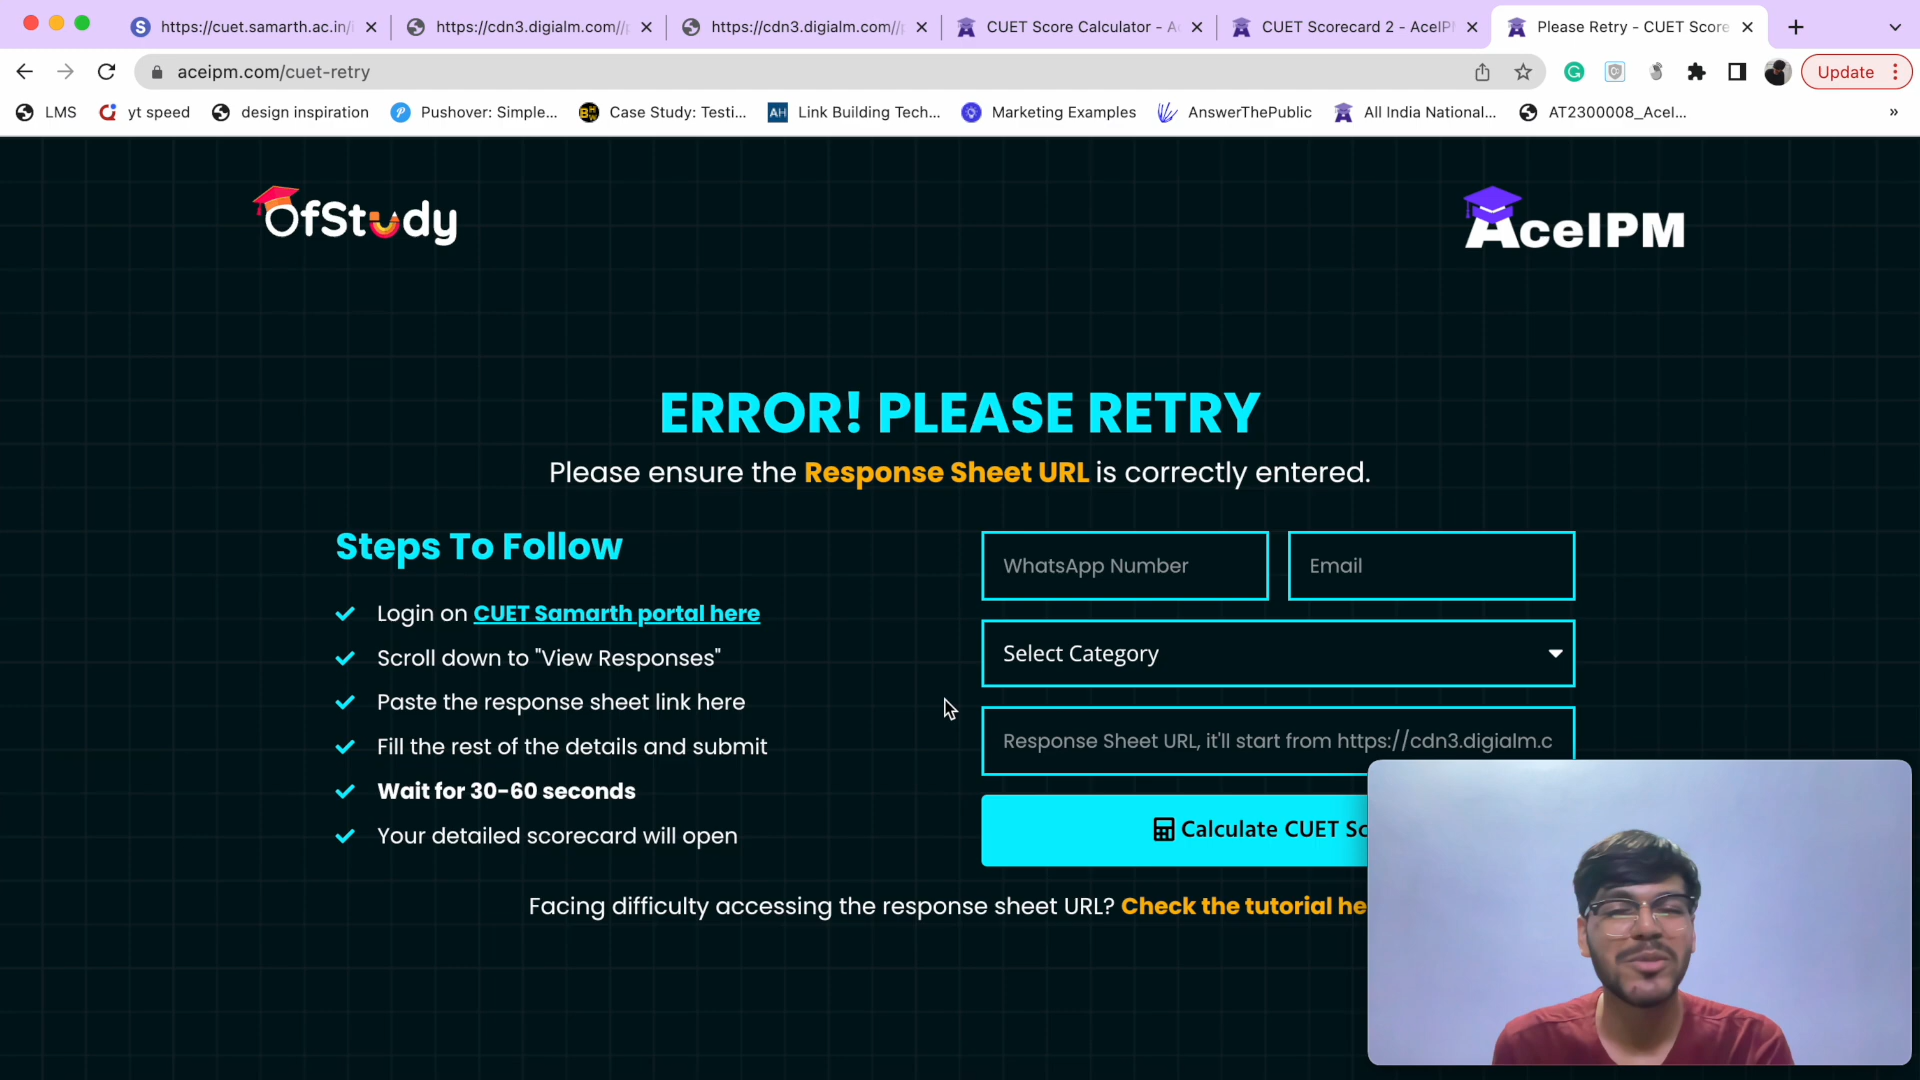 https://cuet.samarth.ac.in/i
https://cdn3.digialm.com//p
https://cdn3.digialm.com//p
CUET Score Calculator - A
CUET Scorecard 2 - AceIP
Please Retry - CUET Score
aceipm.com/cuet-retry
Update
LMS
yt speed
design inspiration
Pushover: Simple...
Case Study: Testi...
AH
Link Building Tech...
Marketing Examples
AnswerThePublic
All India National...
AT2300008_AceI...
»
OfStudy
AceIPM
ERROR! PLEASE RETRY
Please ensure the Response Sheet URL is correctly entered.
Steps To Follow
Login on CUET Samarth portal here
Scroll down to "View Responses"
Paste the response sheet link here
Fill the rest of the details and submit
Wait for 30-60 seconds
Your detailed scorecard will open
WhatsApp Number
Email
Select Category
Response Sheet URL, it'll start from https://cdn3.digialm.c
Calculate CUET Sc
Facing difficulty accessing the response sheet URL? Check the tutorial he